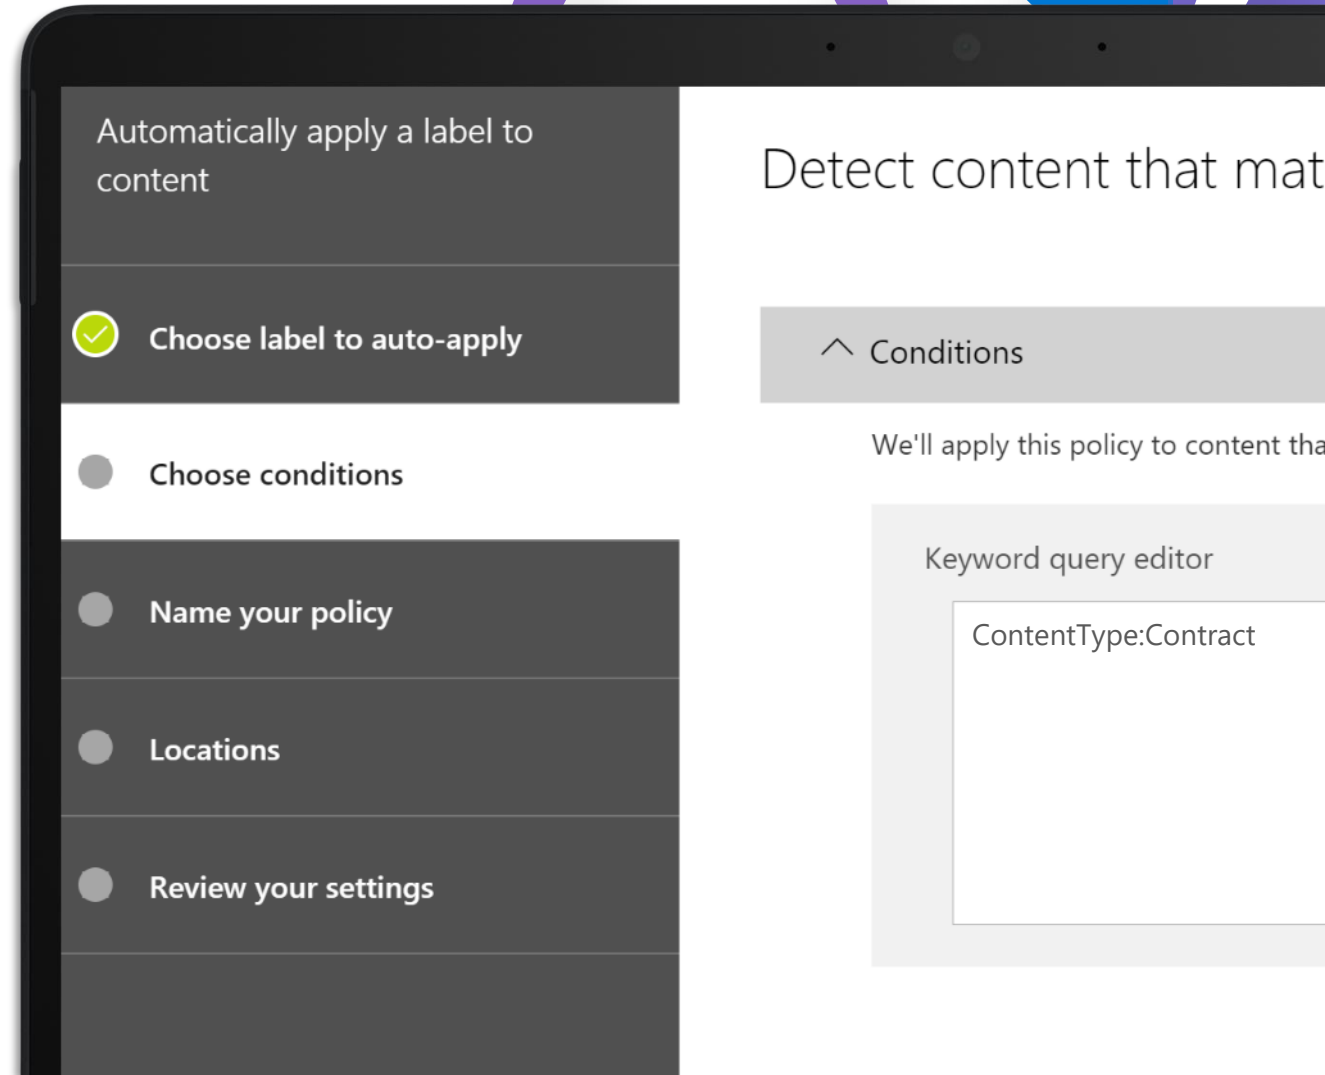 Automatically apply a label to
content
Choose label to auto-apply
Choose conditions
Name your policy
Locations
Review your settings
Detect content that mat
Conditions
We'll apply this policy to content tha
Keyword query editor
ContentType:Contract